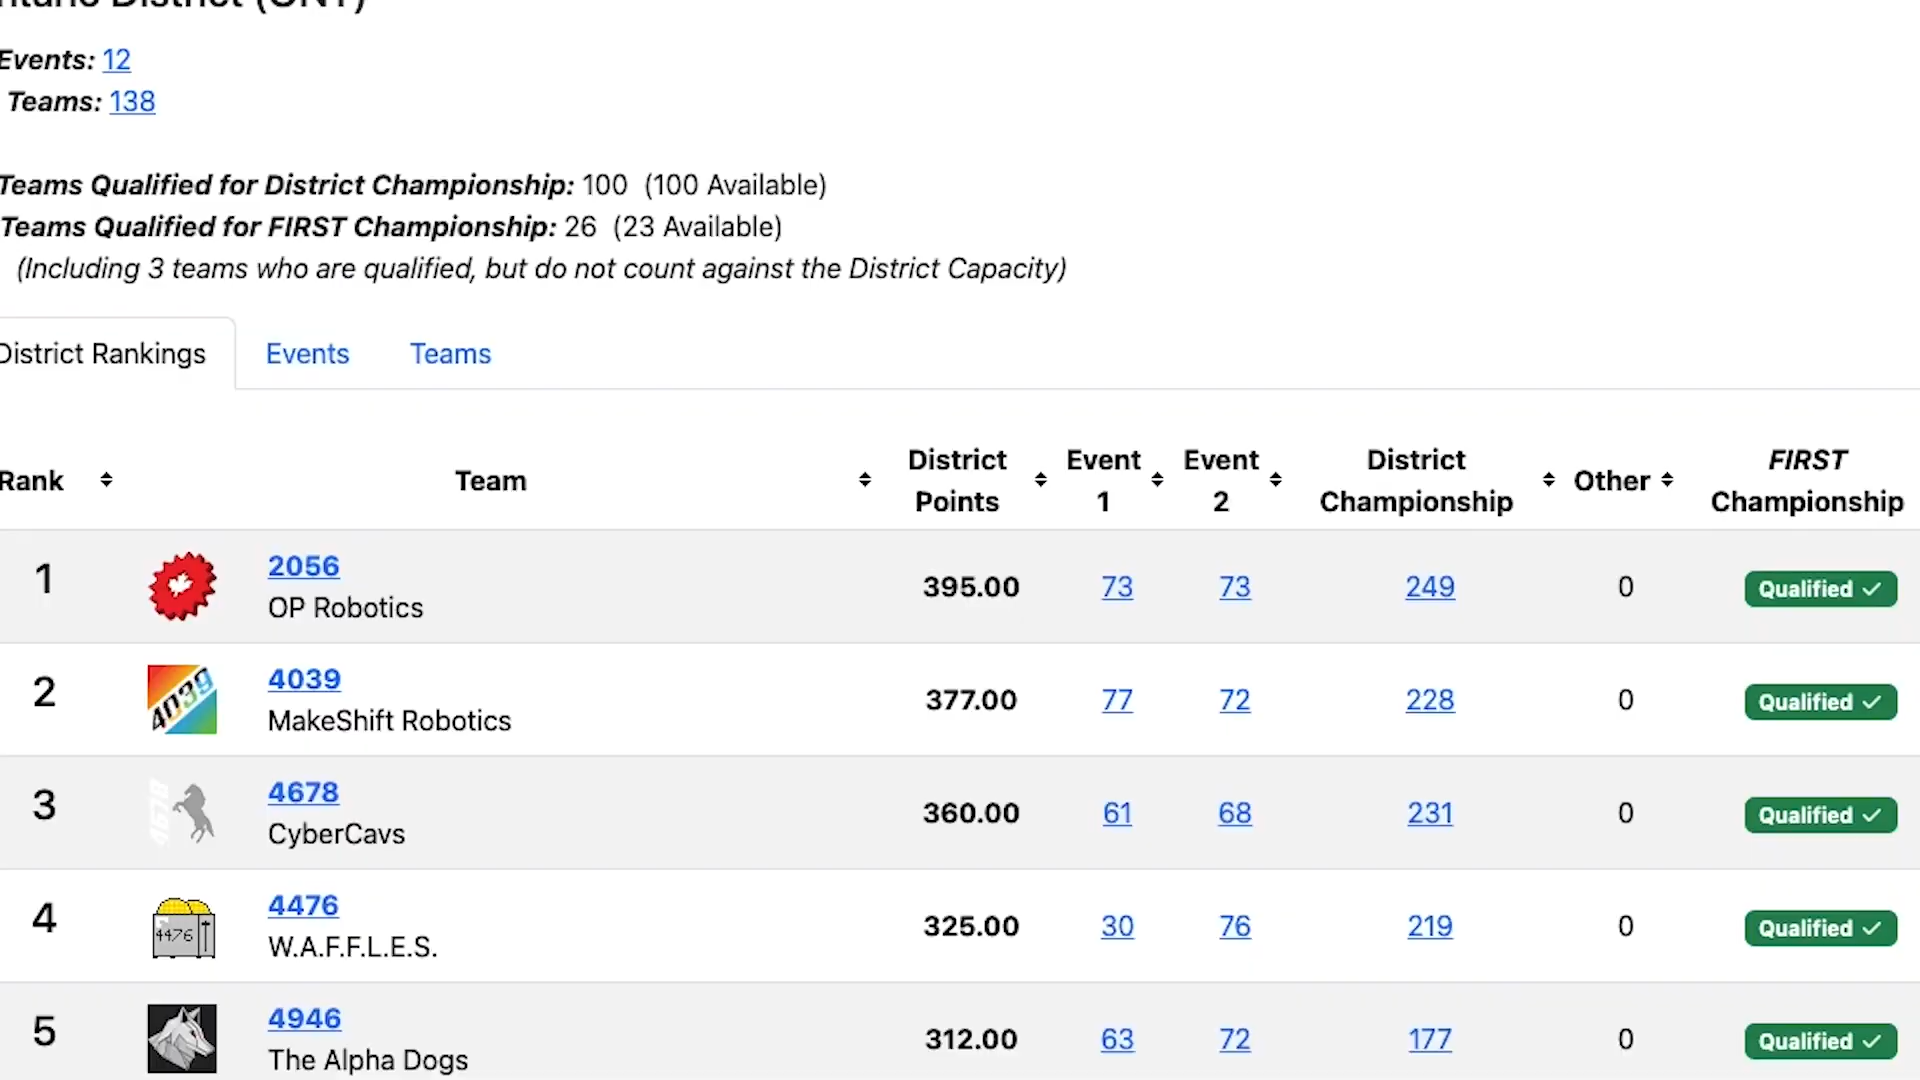 Events: 12
Teams: 138
Teams Qualified for District Championship: 100 (100 Available)
Teams Qualified for FIRST Championship: 26 (23 Available)
(Including 3 teams who are qualified, but do not count against the District Capacity)
District Rankings Events Teams
Rank Team District Points Event 1 Event 2 District Championship Other FIRST Championship
1 2056 395.00 73 73 249 0 Qualified ✓
OP Robotics
2 4039 4039 377.00 77 72 228 0 Qualified ✓
MakeShift Robotics
3 4678 4678 360.00 61 68 231 0 Qualified ✓
CyberCavs
4 4476 4476 325.00 30 76 219 0 Qualified ✓
W.A.F.F.L.E.S.
5 4946 312.00 63 72 177 0 Qualified ✓
The Alpha Dogs